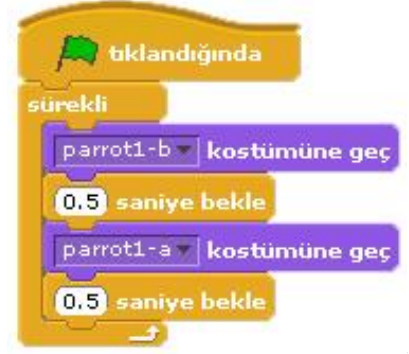 tıklandığında
sürekli
parrot1-b kostümüne geç
0.5 saniye bekle
parrot1-a kostümüne geç
0.5 saniye bekle